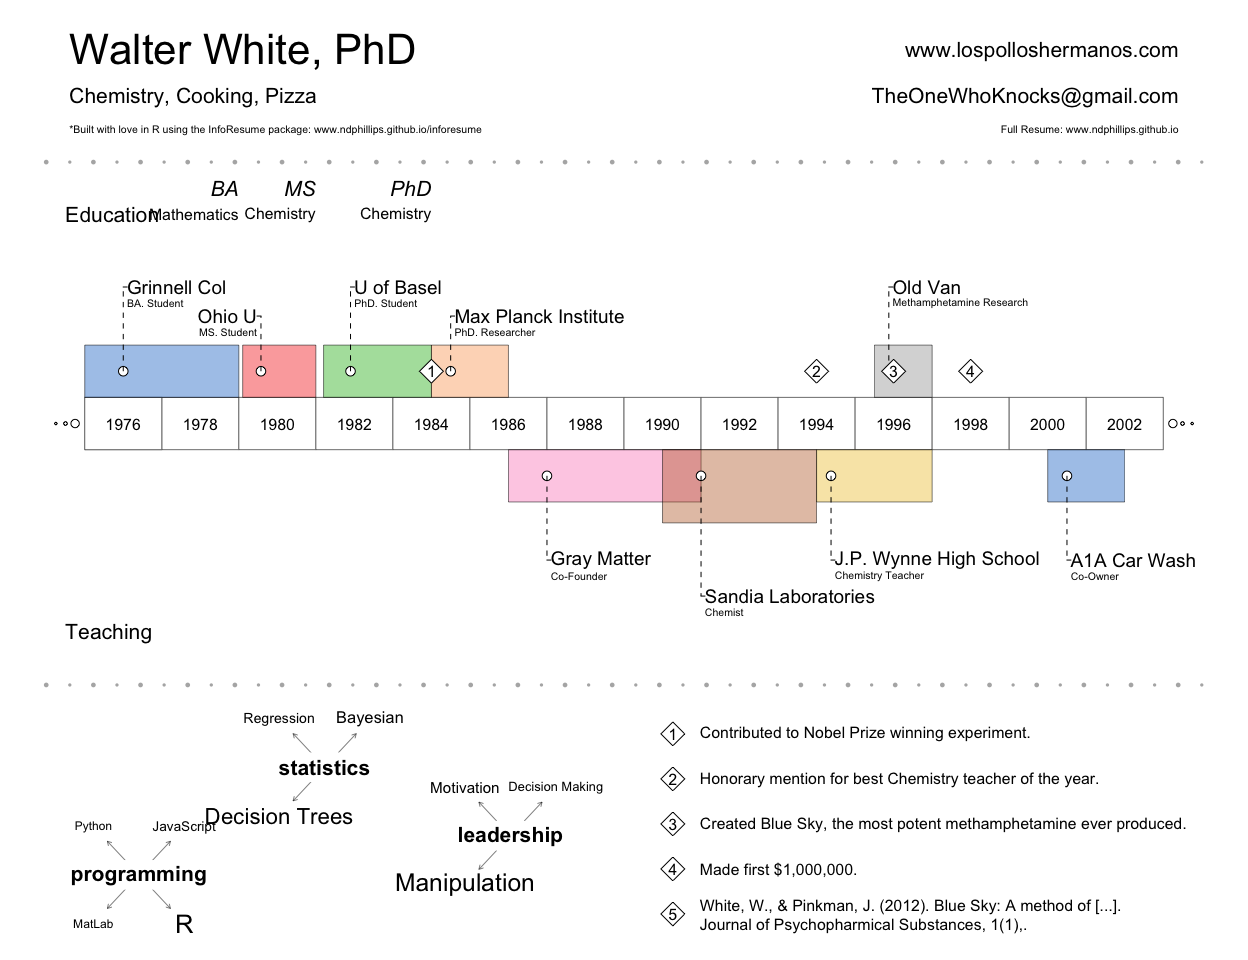 Walter White, PhD
www.lospolloshermanos.com
Chemistry, Cooking, Pizza
TheOneWhoKnocks@gmail.com
*Built with love in R using the InfoResume package: www.ndphillips.github.io/inforesume
Full Resume: www.ndphillips.github.io
BA MS PhD
Education Mathematics Chemistry Chemistry
Grinnell Col
BA. Student
U of Basel
PhD. Student
Old Van
Methamphetamine Research
Ohio U
MS. Student
Max Planck Institute
PhD. Researcher
1 2 3 4
1976 1978 1980 1982 1984 1986 1988 1990 1992 1994 1996 1998 2000 2002
Gray Matter
Co-Founder
J.P. Wynne High School
Chemistry Teacher
A1A Car Wash
Co-Owner
Sandia Laboratories
Chemist
Teaching
Regression Bayesian
statistics
Decision Trees
Motivation Decision Making
leadership
Manipulation
Python JavaScript
programming
MatLab R
1 Contributed to Nobel Prize winning experiment.
2 Honorary mention for best Chemistry teacher of the year.
3 Created Blue Sky, the most potent methamphetamine ever produced.
4 Made first $1,000,000.
5 White, W., & Pinkman, J. (2012). Blue Sky: A method of [...].
Journal of Psychopharmical Substances, 1(1),.